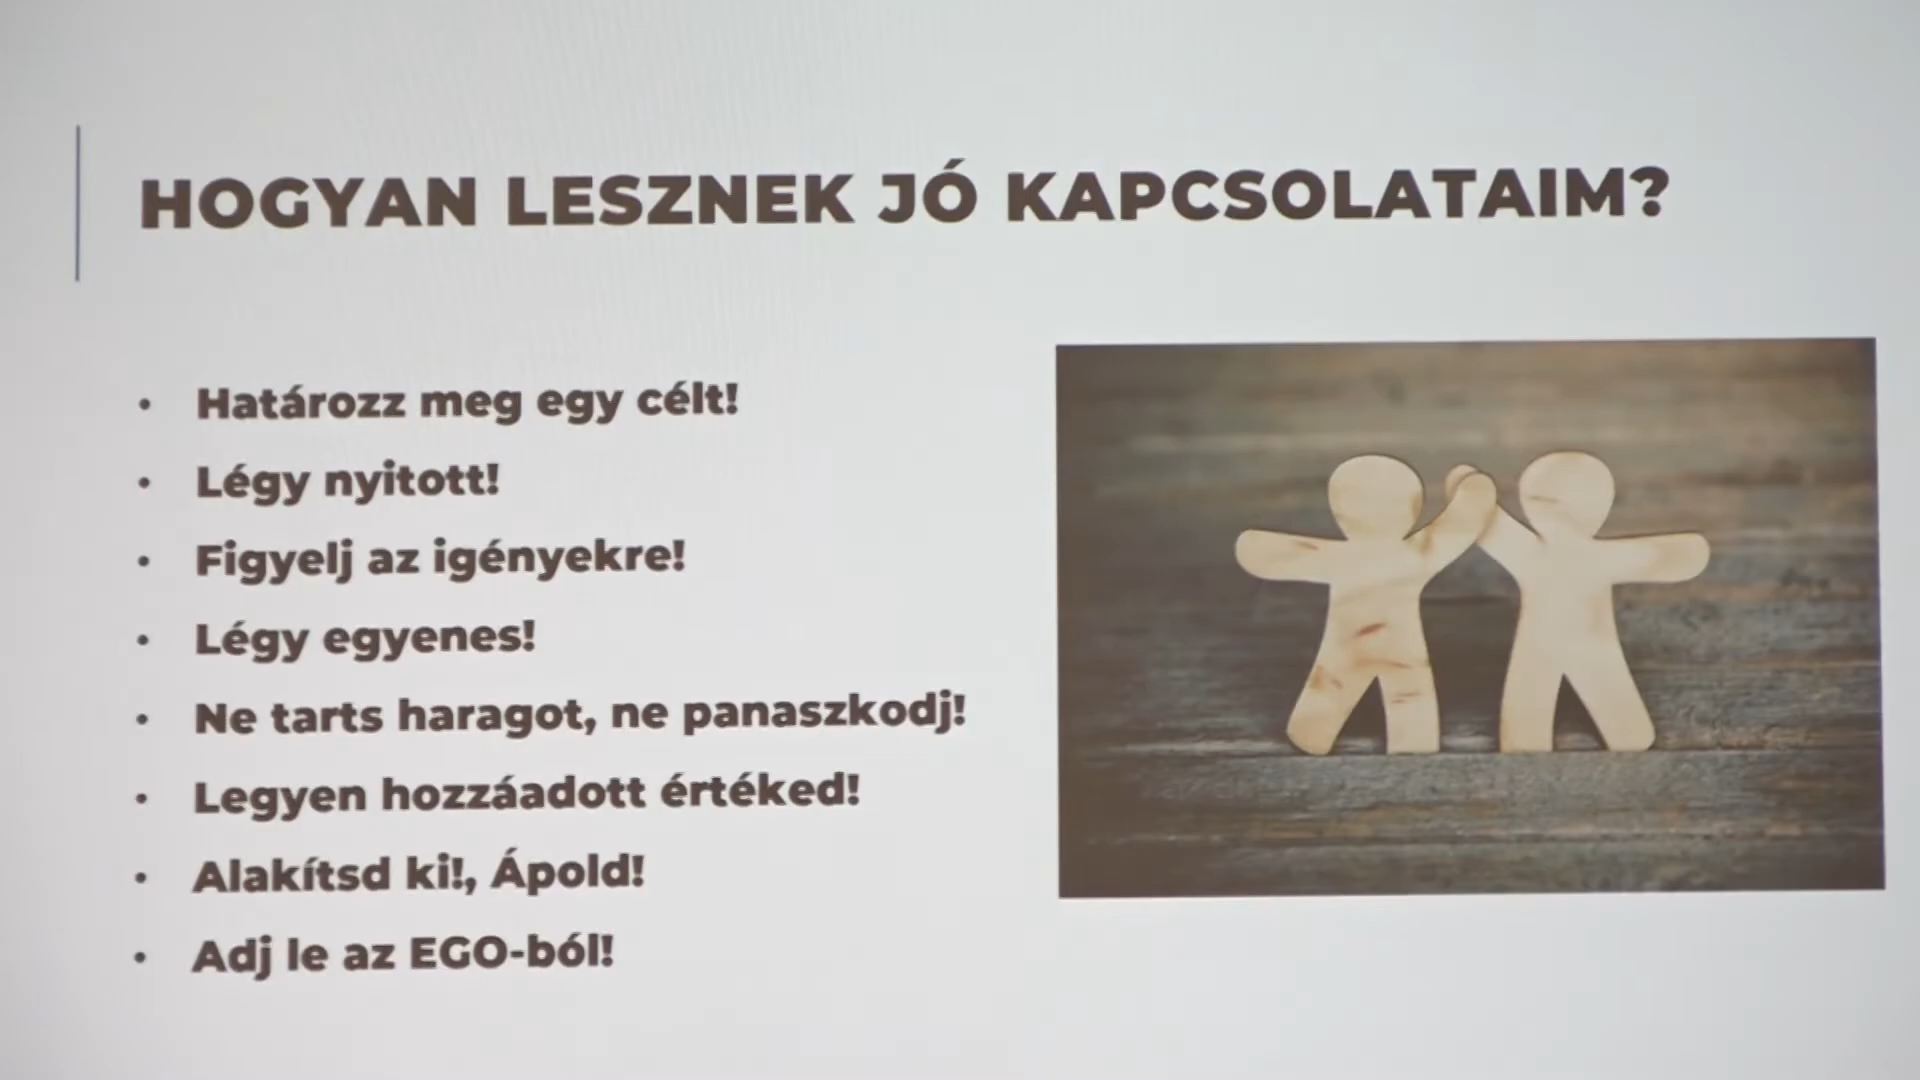 HOGYAN LESZNEK JÓ KAPCSOLATAIM?
• Határozz meg egy célt!
• Légy nyitott!
• Figyelj az igényekre!
• Légy egyenes!
• Ne tarts haragot, ne panaszkodj!
• Legyen hozzáadott értéked!
• Alakítsd ki!, Ápold!
• Adj le az EGO-ból!